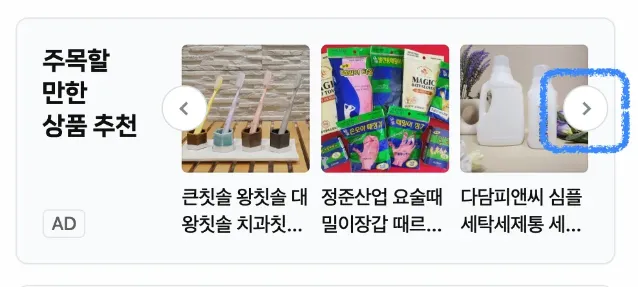 주목할
만한
상품 추천
AD
MAGIC
큰칫솔 왕칫솔 대
왕칫솔 치과칫...
정준산업 요술때
밀이장갑 때르...
다담피앤씨 심플
세탁세제통 세...